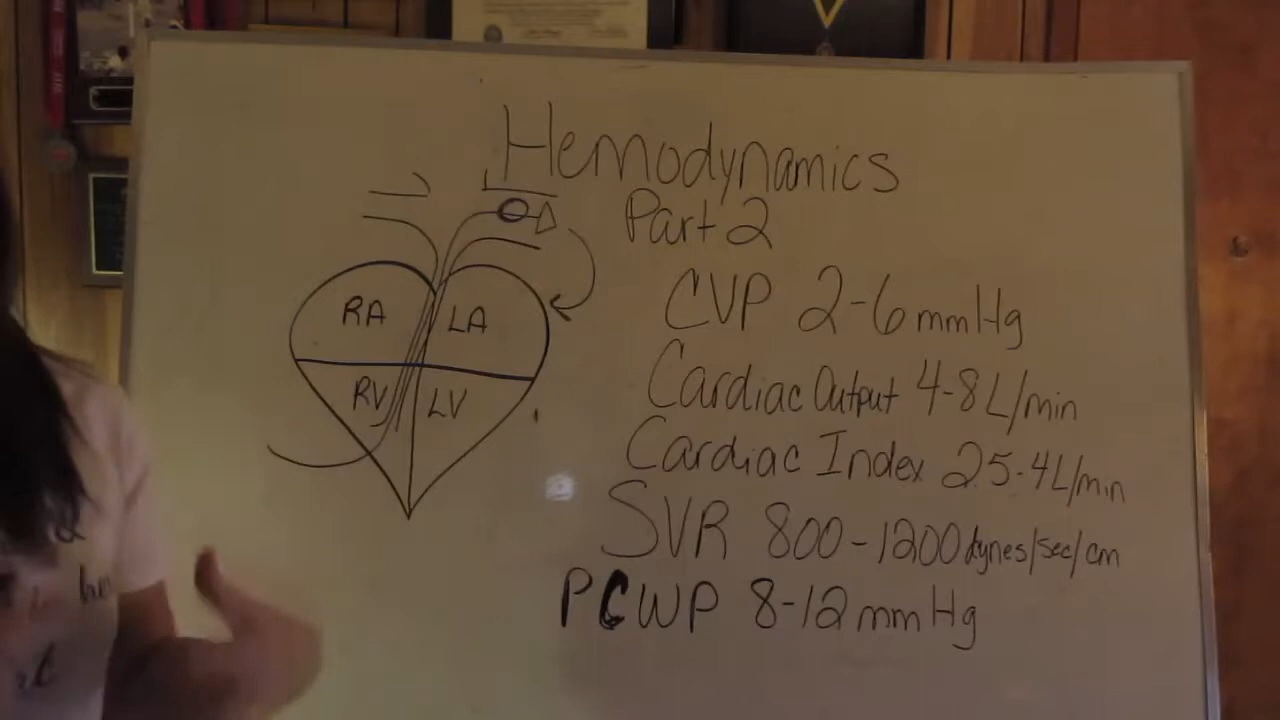 Hemodynamics
Part 2
RA LA
RV LV
CVP 2-6 mmHg
Cardiac Output 4-8 L/min
Cardiac Index 2.5-4 L/min
SVR 800-1200 dynes/sec/cm
PCWP 8-12 mmHg